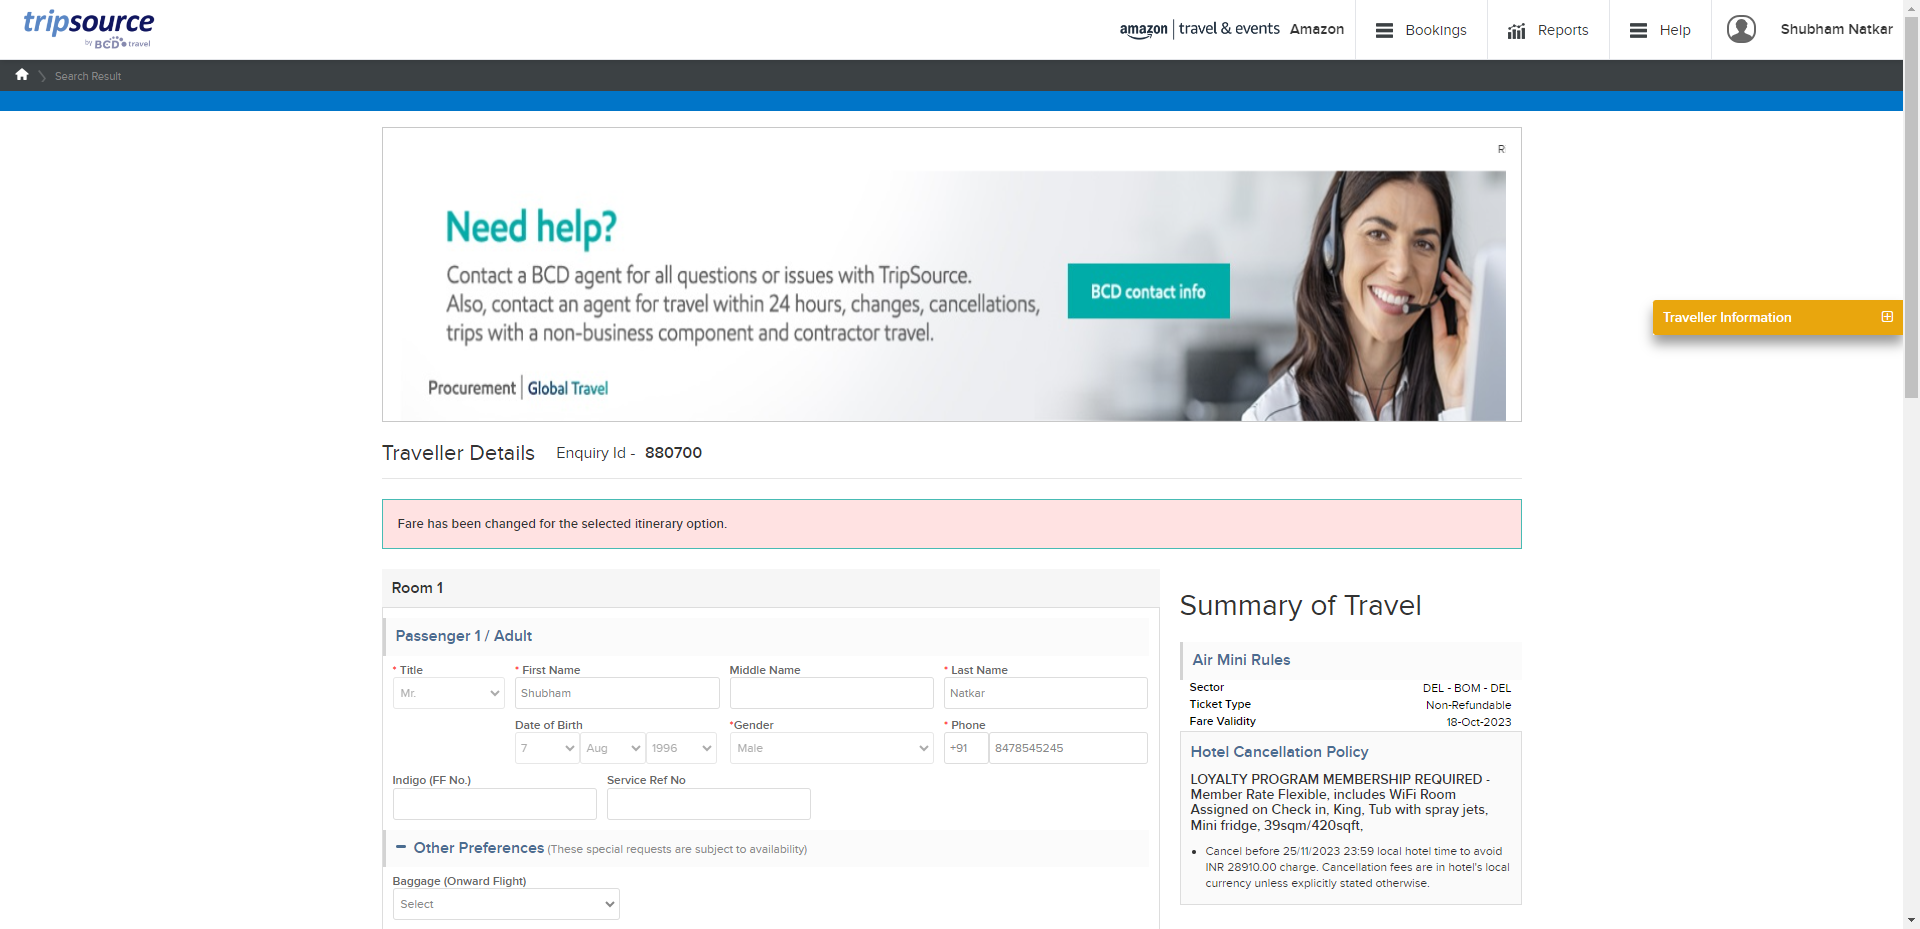 tripsource
by BCD travel
amazon | travel & events Amazon
Bookings
Reports
Help
Shubham Natkar
Search Result
R
Need help?
Contact a BCD agent for all questions or issues with TripSource.
Also, contact an agent for travel within 24 hours, changes, cancellations,
trips with a non-business component and contractor travel.
BCD contact info
Procurement | Global Travel
Traveller Information
Traveller Details Enquiry Id - 880700
Fare has been changed for the selected itinerary option.
Room 1
Passenger 1 / Adult
* Title * First Name Middle Name * Last Name
Mr. Shubham Natkar
Date of Birth *Gender * Phone
7 Aug 1996 Male +91 8478545245
Indigo (FF No.) Service Ref No
Other Preferences (These special requests are subject to availability)
Baggage (Onward Flight)
Select
Summary of Travel
Air Mini Rules
Sector DEL - BOM - DEL
Ticket Type Non-Refundable
Fare Validity 18-Oct-2023
Hotel Cancellation Policy
LOYALTY PROGRAM MEMBERSHIP REQUIRED -
Member Rate Flexible, includes WiFi Room
Assigned on Check in, King, Tub with spray jets,
Mini fridge, 39sqm/420sqft,
• Cancel before 25/11/2023 23:59 local hotel time to avoid
INR 28910.00 charge. Cancellation fees are in hotel's local
currency unless explicitly stated otherwise.